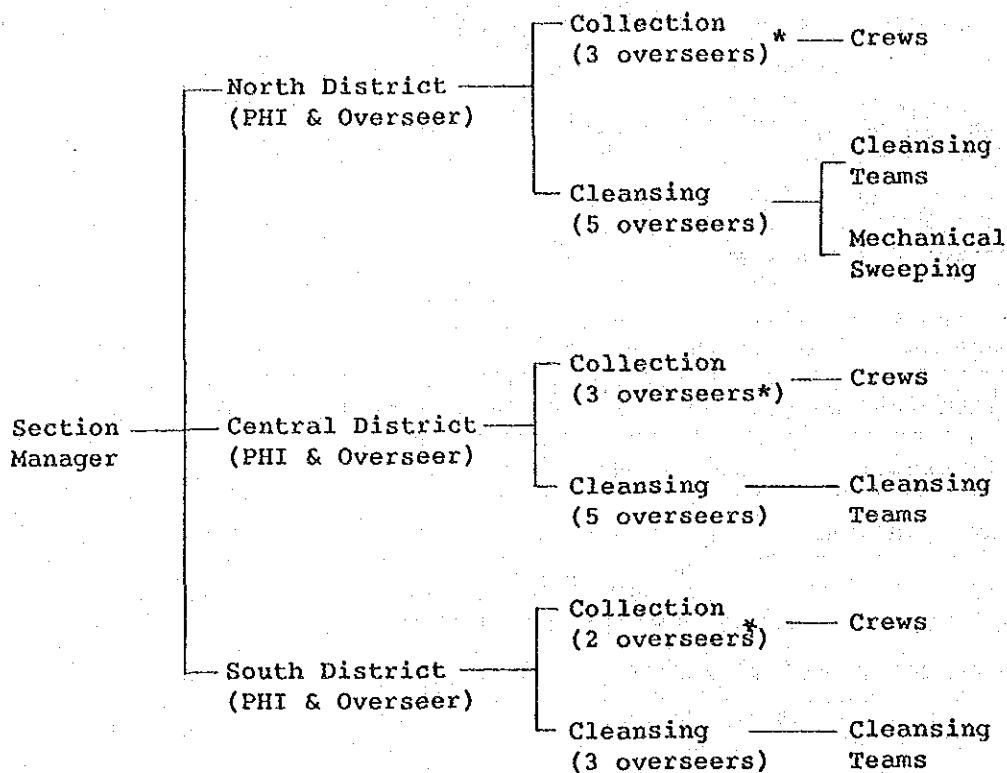 Collection
(3 overseers)* Crews
North District
(PHI & Overseer)
Cleansing
(5 overseers)
Cleansing
Teams
Mechanical
Sweeping
Section
Manager
Central District
(PHI & Overseer)
Collection
(3 overseers*)
Crews
Cleansing
(5 overseers)
Cleansing
Teams
South District
(PHI & Overseer)
Collection
(2 overseers*)
Crews
Cleansing
(3 overseers)
Cleansing
Teams